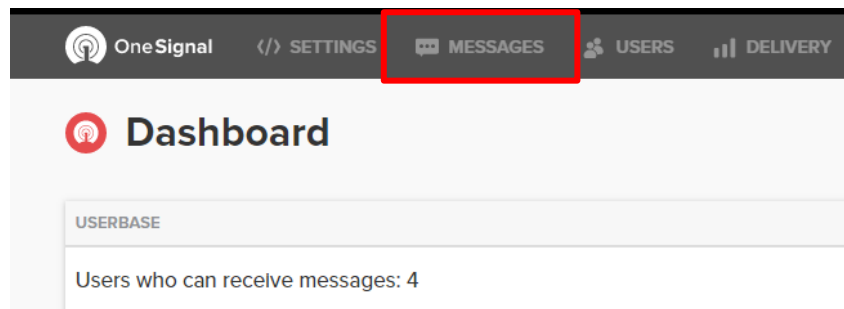 OneSignal </> SETTINGS MESSAGES USERS DELIVERY
Dashboard
USERBASE
Users who can receive messages: 4